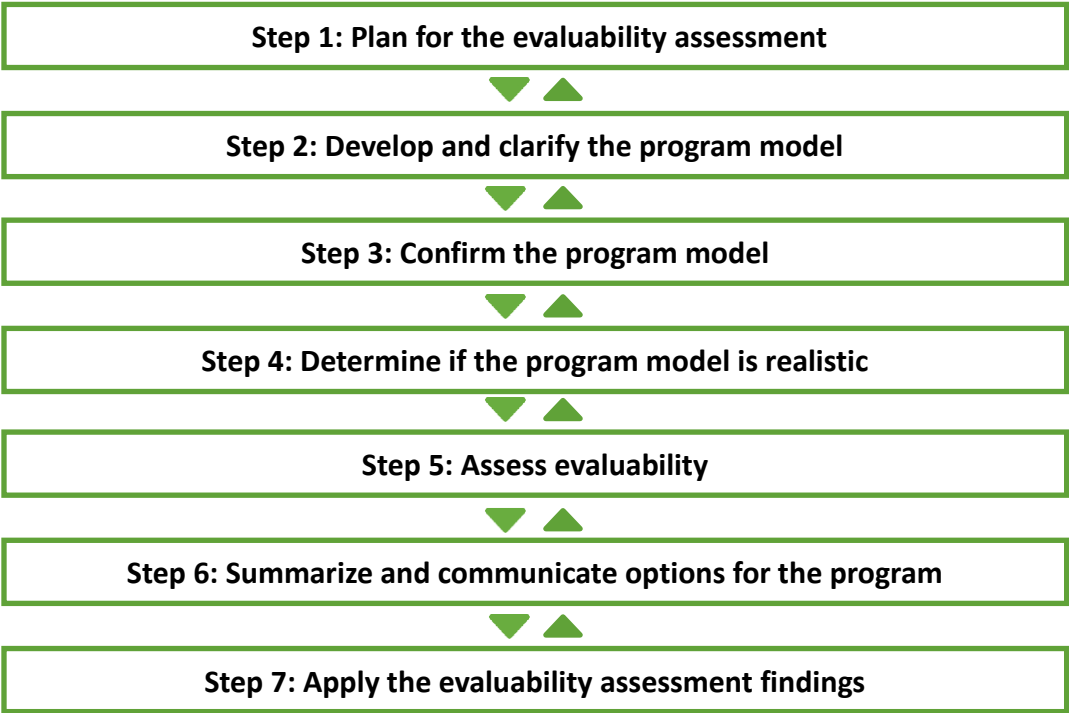 Step 1: Plan for the evaluability assessment
Step 2: Develop and clarify the program model
Step 3: Confirm the program model
Step 4: Determine if the program model is realistic
Step 5: Assess evaluability
Step 6: Summarize and communicate options for the program
Step 7: Apply the evaluability assessment findings